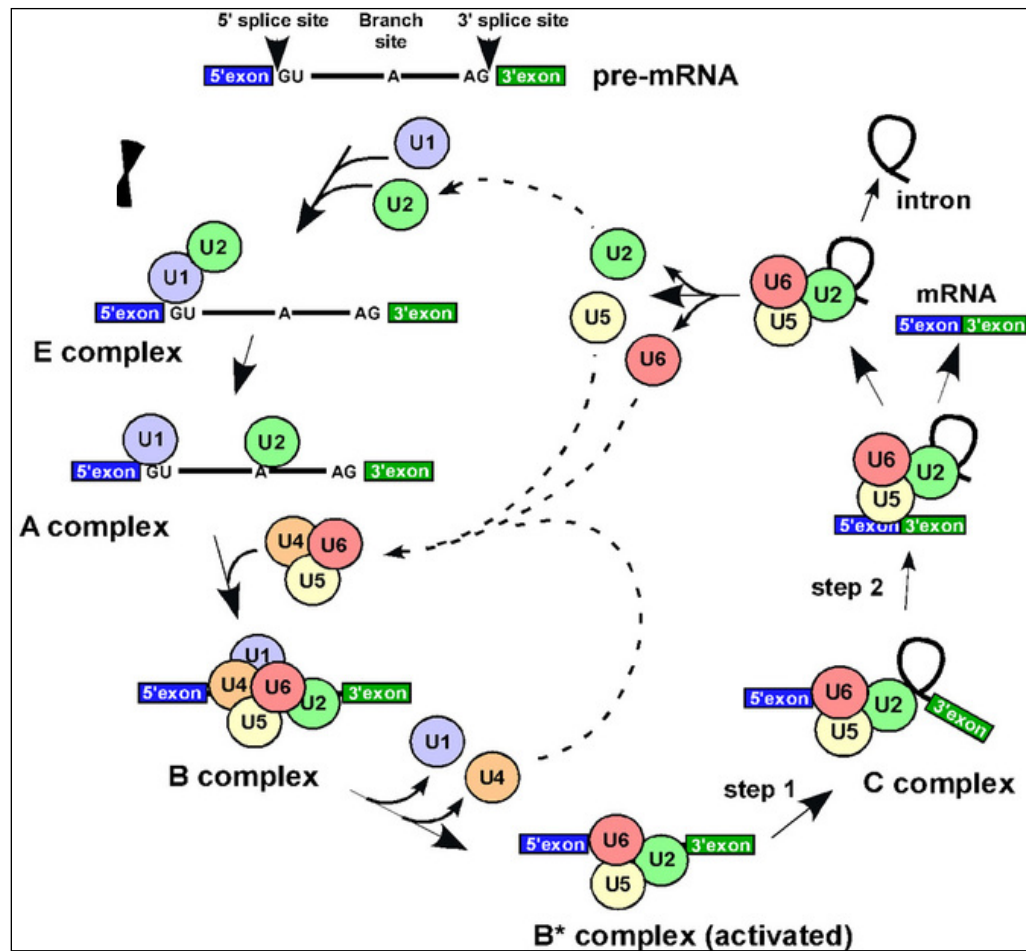 5' splice site
Branch
site
3' splice site
5'exon GU A AG 3'exon
pre-mRNA
U1
U2
U2
U1
5'exon GU A AG 3'exon
E complex
U1
U2
5'exon GU A AG 3'exon
A complex
U4 U6
U5
U1
5'exon U4 U6 U2 3'exon
U5
B complex
U1
U4
5'exon U6 U2 3'exon
U5
B* complex (activated)
step 1
5'exon U6 U2 3'exon
U5
C complex
step 2
U6 U2
U5
5'exon 3'exon
mRNA
5'exon 3'exon
U6 U2
U5
intron
U2
U5
U6